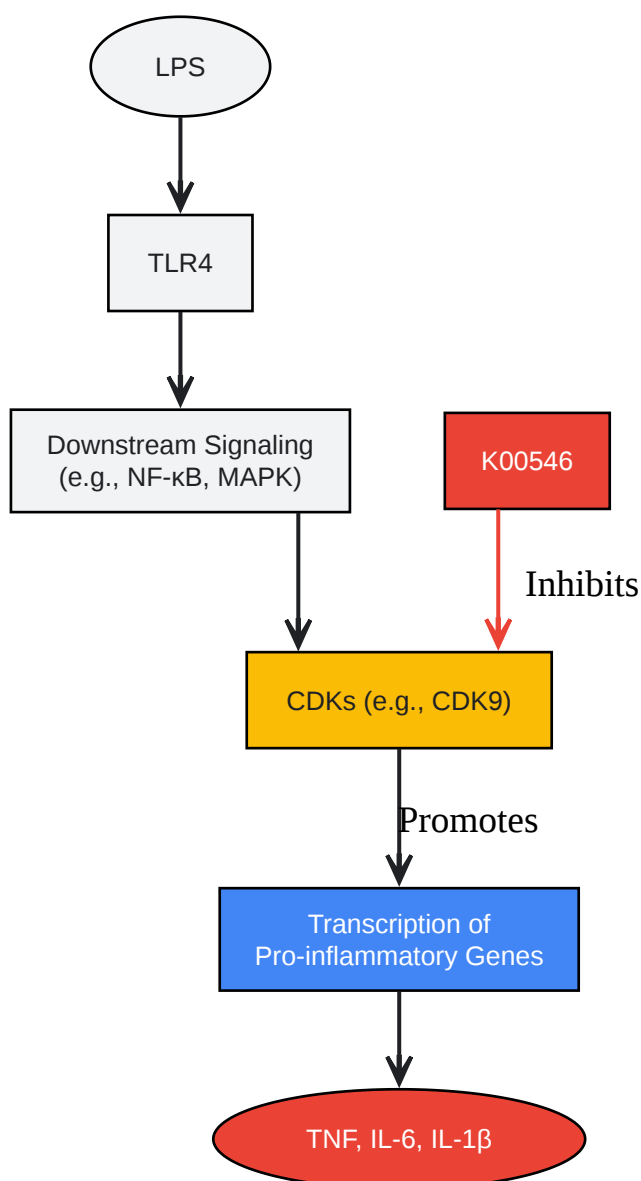 LPS
TLR4
Downstream Signaling
(e.g., NF-κB, MAPK)
K00546
Inhibits
CDKs (e.g., CDK9)
Promotes
Transcription of
Pro-inflammatory Genes
TNF, IL-6, IL-1β